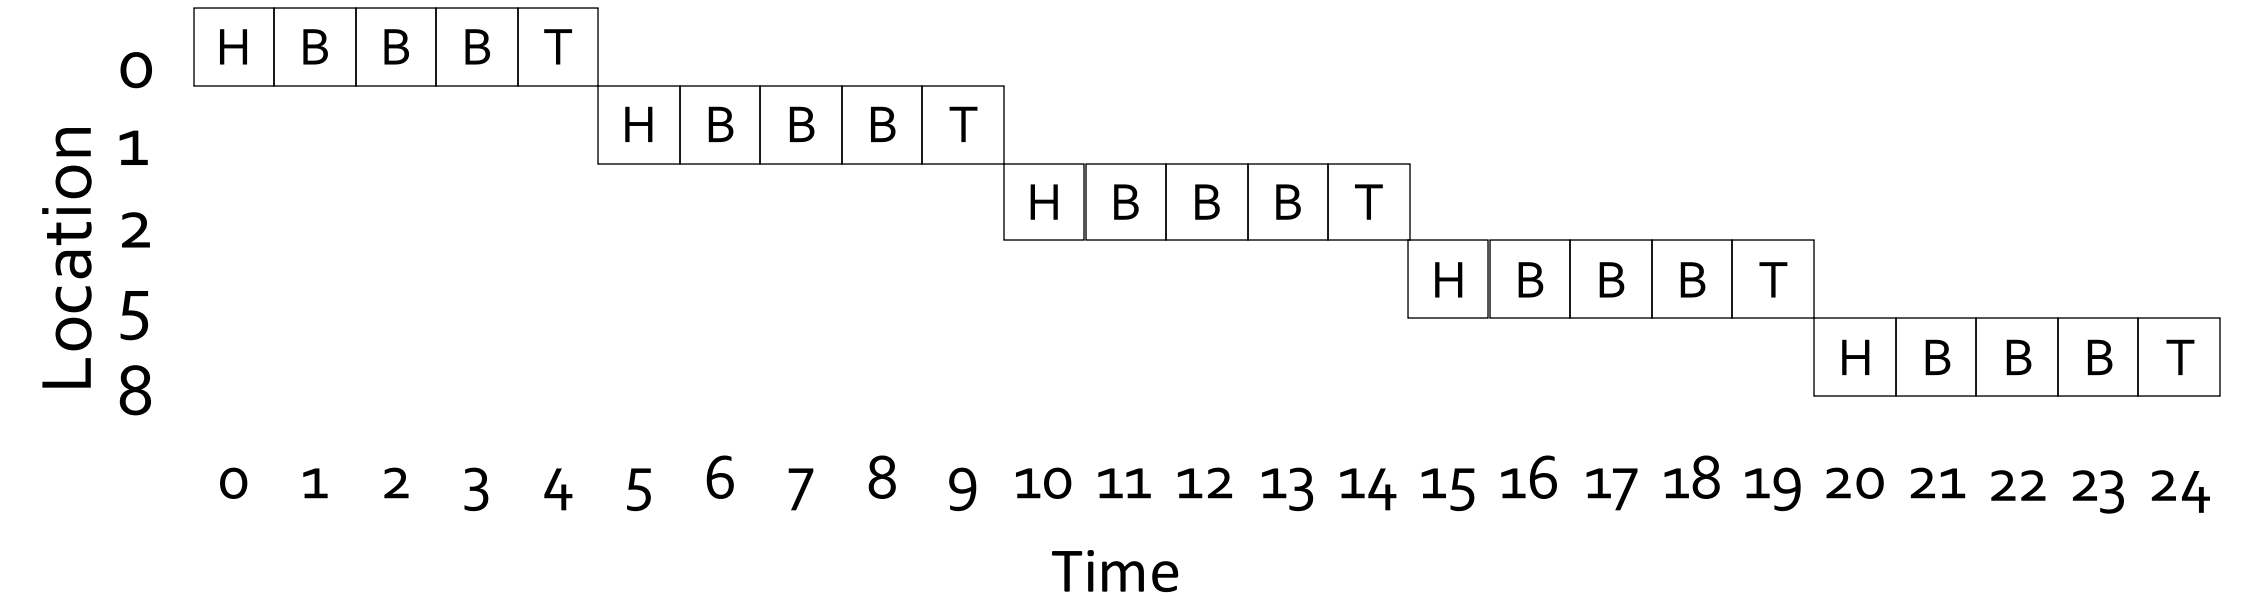 0 H B B B T
1 H B B B T
2 H B B B T
5 H B B B T
8 H B B B T
Location
0 1 2 3 4 5 6 7 8 9 10 11 12 13 14 15 16 17 18 19 20 21 22 23 24
Time